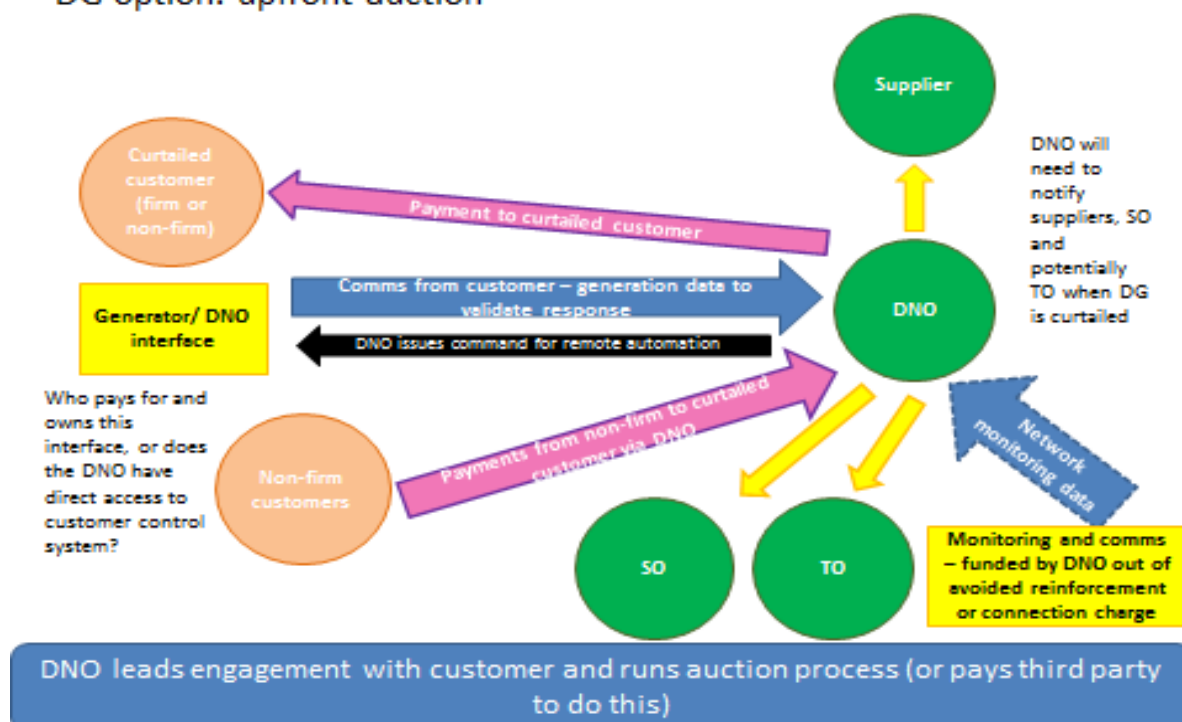 DG option: upfront auction
Supplier
Curtailed
customer
(firm or
non-firm)
Payment to curtailed customer
DNO will
need to
notify
suppliers, SO
and
potentially
TO when DG
is curtailed
Generator/ DNO
interface
Comms from customer – generation data to
validate response
DNO
DNO issues command for remote automation
Who pays for and
owns this
interface, or does
the DNO have
direct access to
customer control
system?
Non-firm
customers
Payments from non-firm to curtailed
customer via DNO
Network
monitoring data
SO
TO
Monitoring and comms
– funded by DNO out of
avoided reinforcement
or connection charge
DNO leads engagement with customer and runs auction process (or pays third party
to do this)